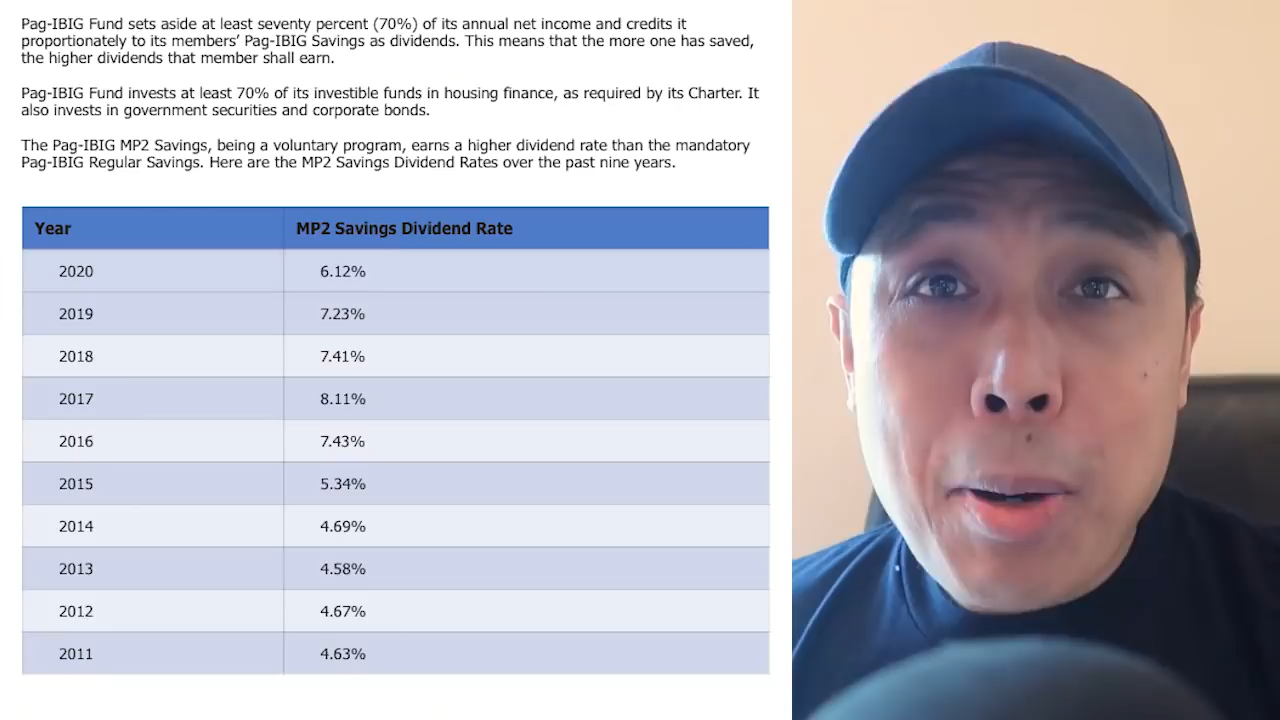 Pag-IBIG Fund sets aside at least seventy percent (70%) of its annual net income and credits it
proportionately to its members' Pag-IBIG Savings as dividends. This means that the more one has saved,
the higher dividends that member shall earn.
Pag-IBIG Fund invests at least 70% of its investible funds in housing finance, as required by its Charter. It
also invests in government securities and corporate bonds.
The Pag-IBIG MP2 Savings, being a voluntary program, earns a higher dividend rate than the mandatory
Pag-IBIG Regular Savings. Here are the MP2 Savings Dividend Rates over the past nine years.
Year MP2 Savings Dividend Rate
2020 6.12%
2019 7.23%
2018 7.41%
2017 8.11%
2016 7.43%
2015 5.34%
2014 4.69%
2013 4.58%
2012 4.67%
2011 4.63%